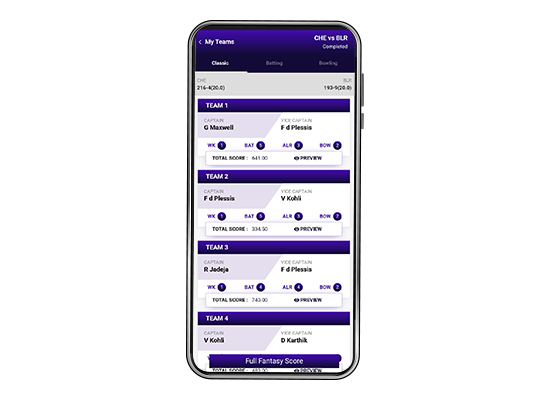 My Teams
CHE vs BLR
Completed
Classic Batting Bowling
CHE BLR
216-4(20.0) 193-9(20.0)
TEAM 1
CAPTAIN VICE CAPTAIN
G Maxwell F d Plessis
WK 1 BAT 5 ALR 3 BOW 2
TOTAL SCORE : 641.00 PREVIEW
TEAM 2
CAPTAIN VICE CAPTAIN
F d Plessis V Kohli
WK 1 BAT 5 ALR 3 BOW 2
TOTAL SCORE : 334.50 PREVIEW
TEAM 3
CAPTAIN VICE CAPTAIN
R Jadeja F d Plessis
WK 1 BAT 4 ALR 4 BOW 2
TOTAL SCORE : 743.00 PREVIEW
TEAM 4
CAPTAIN VICE CAPTAIN
V Kohli D Karthik
Full Fantasy Score
TOTAL SCORE : PREVIEW